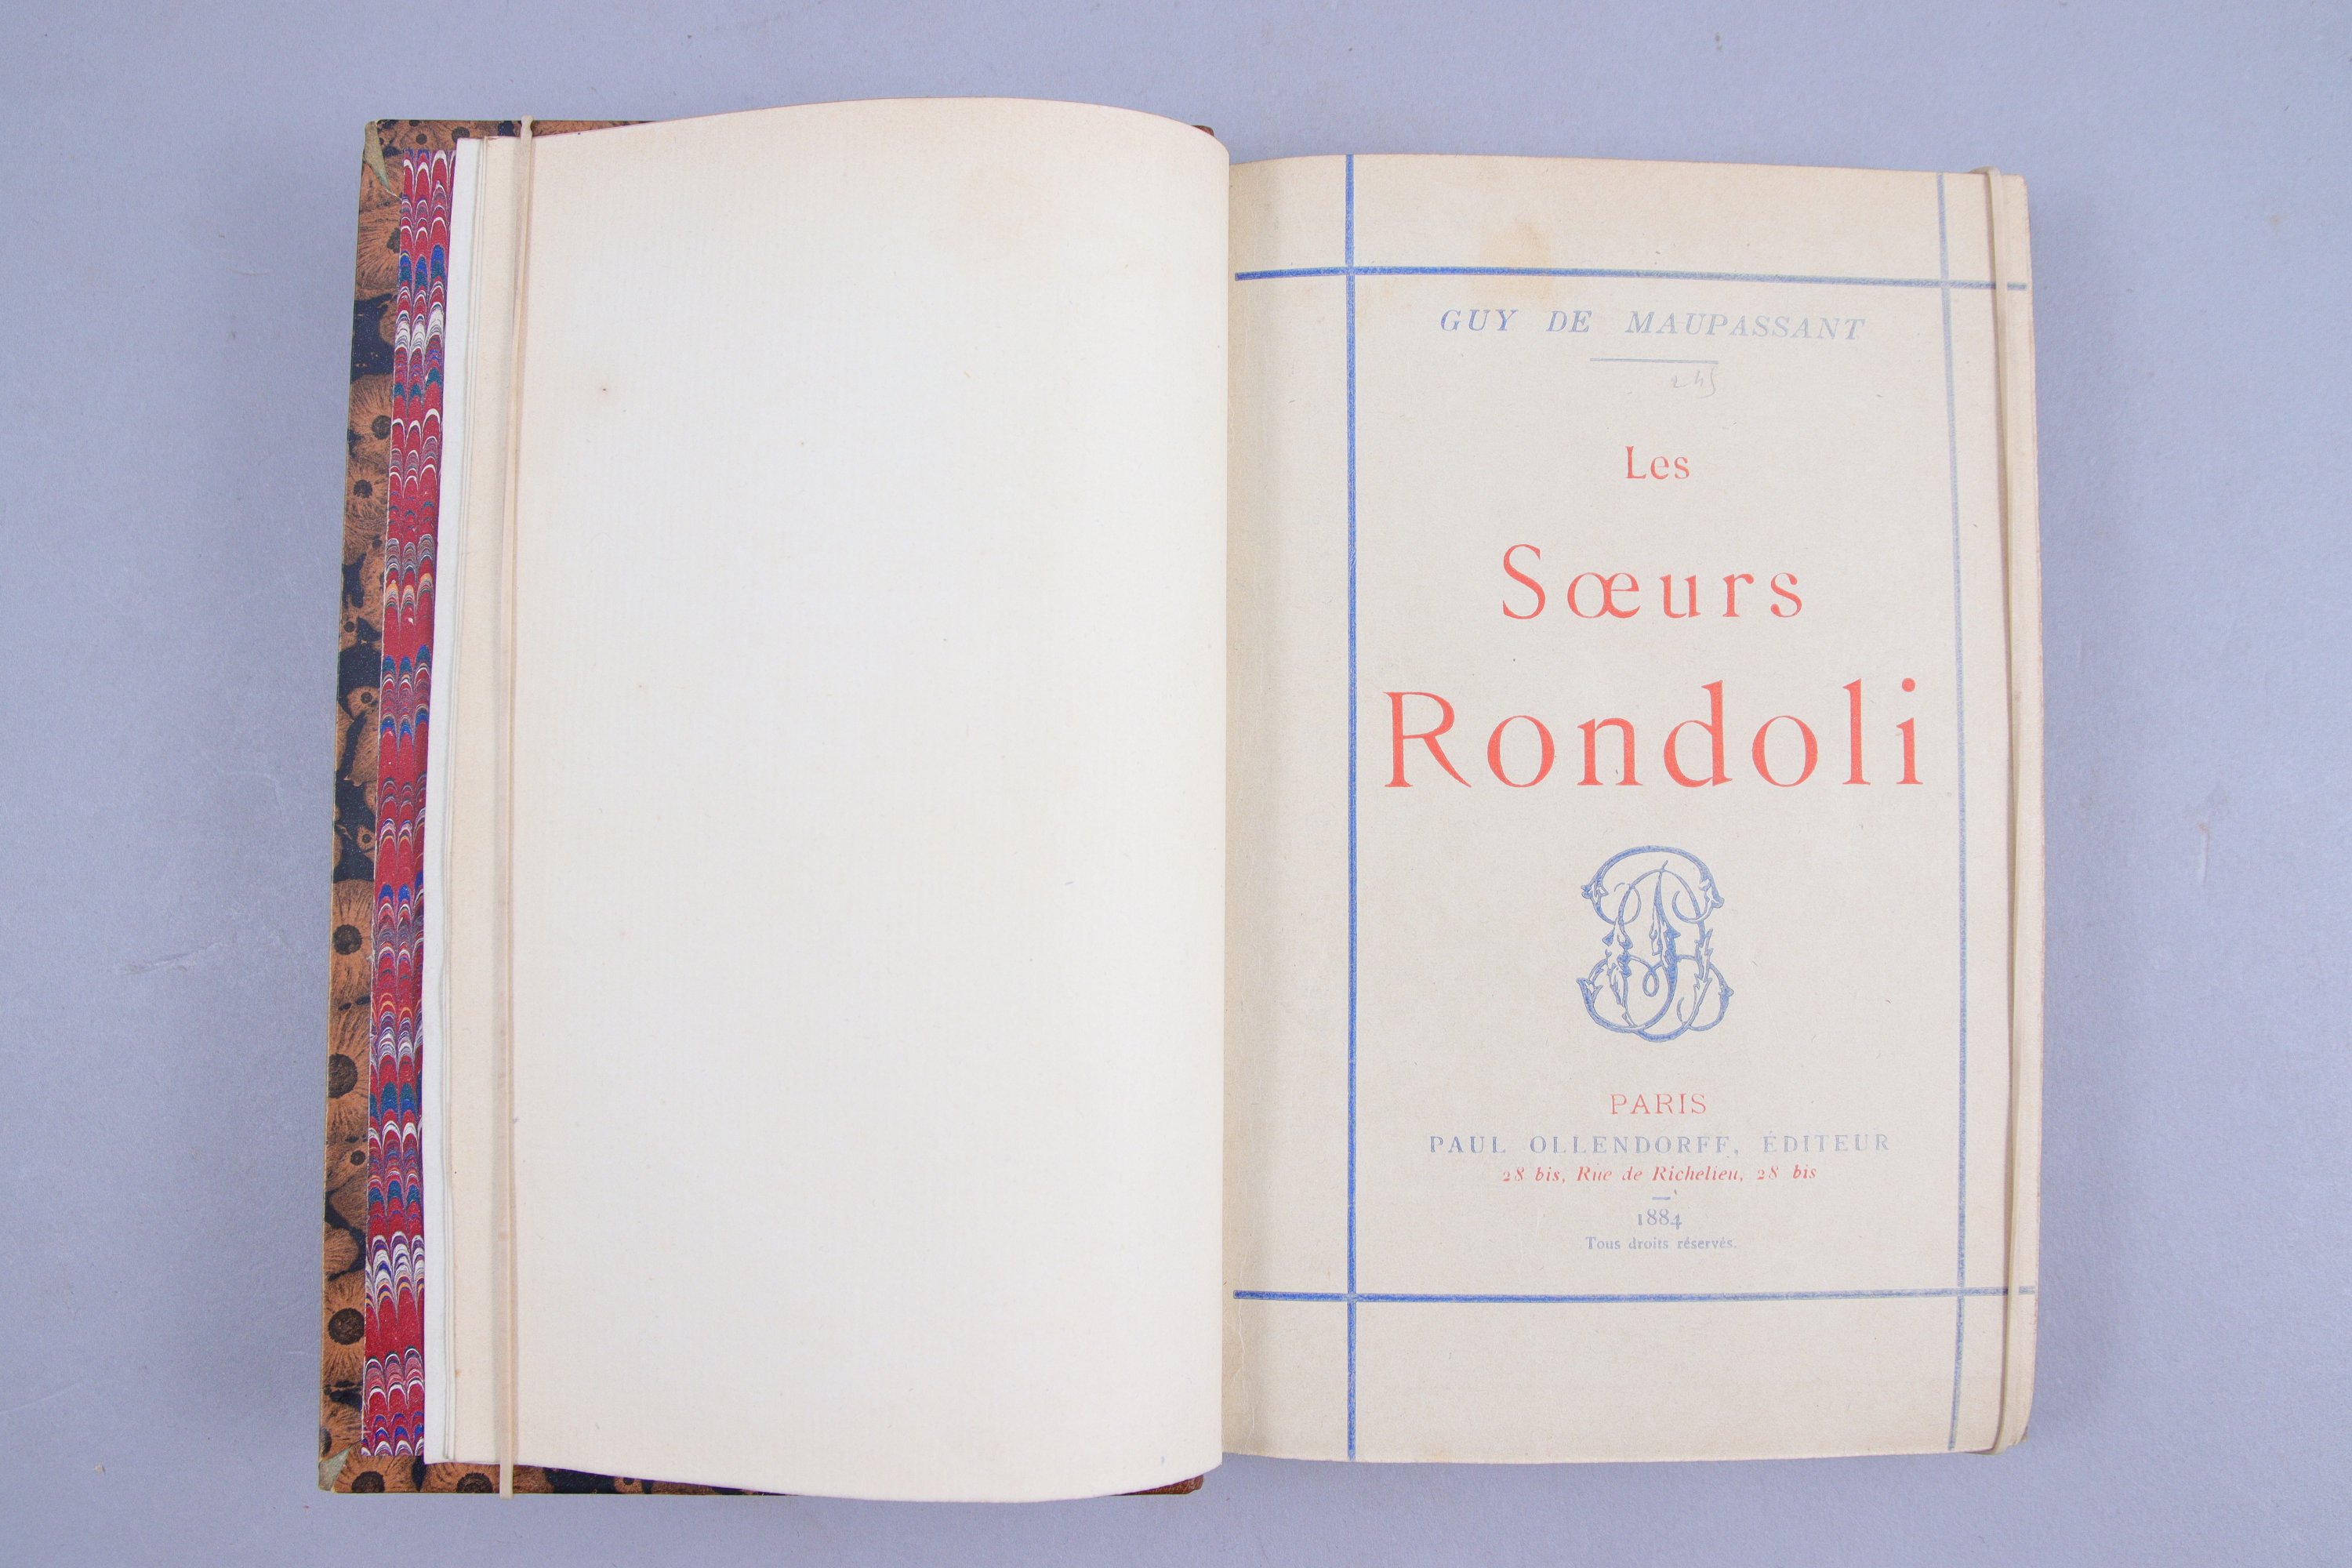 GUY DE MAUPASSANT
Les
Sœurs
Rondoli
PARIS
PAUL OLLENDORFF, ÉDITEUR
28 bis, Rue de Richelieu, 28 bis
1884
Tous droits réservés.